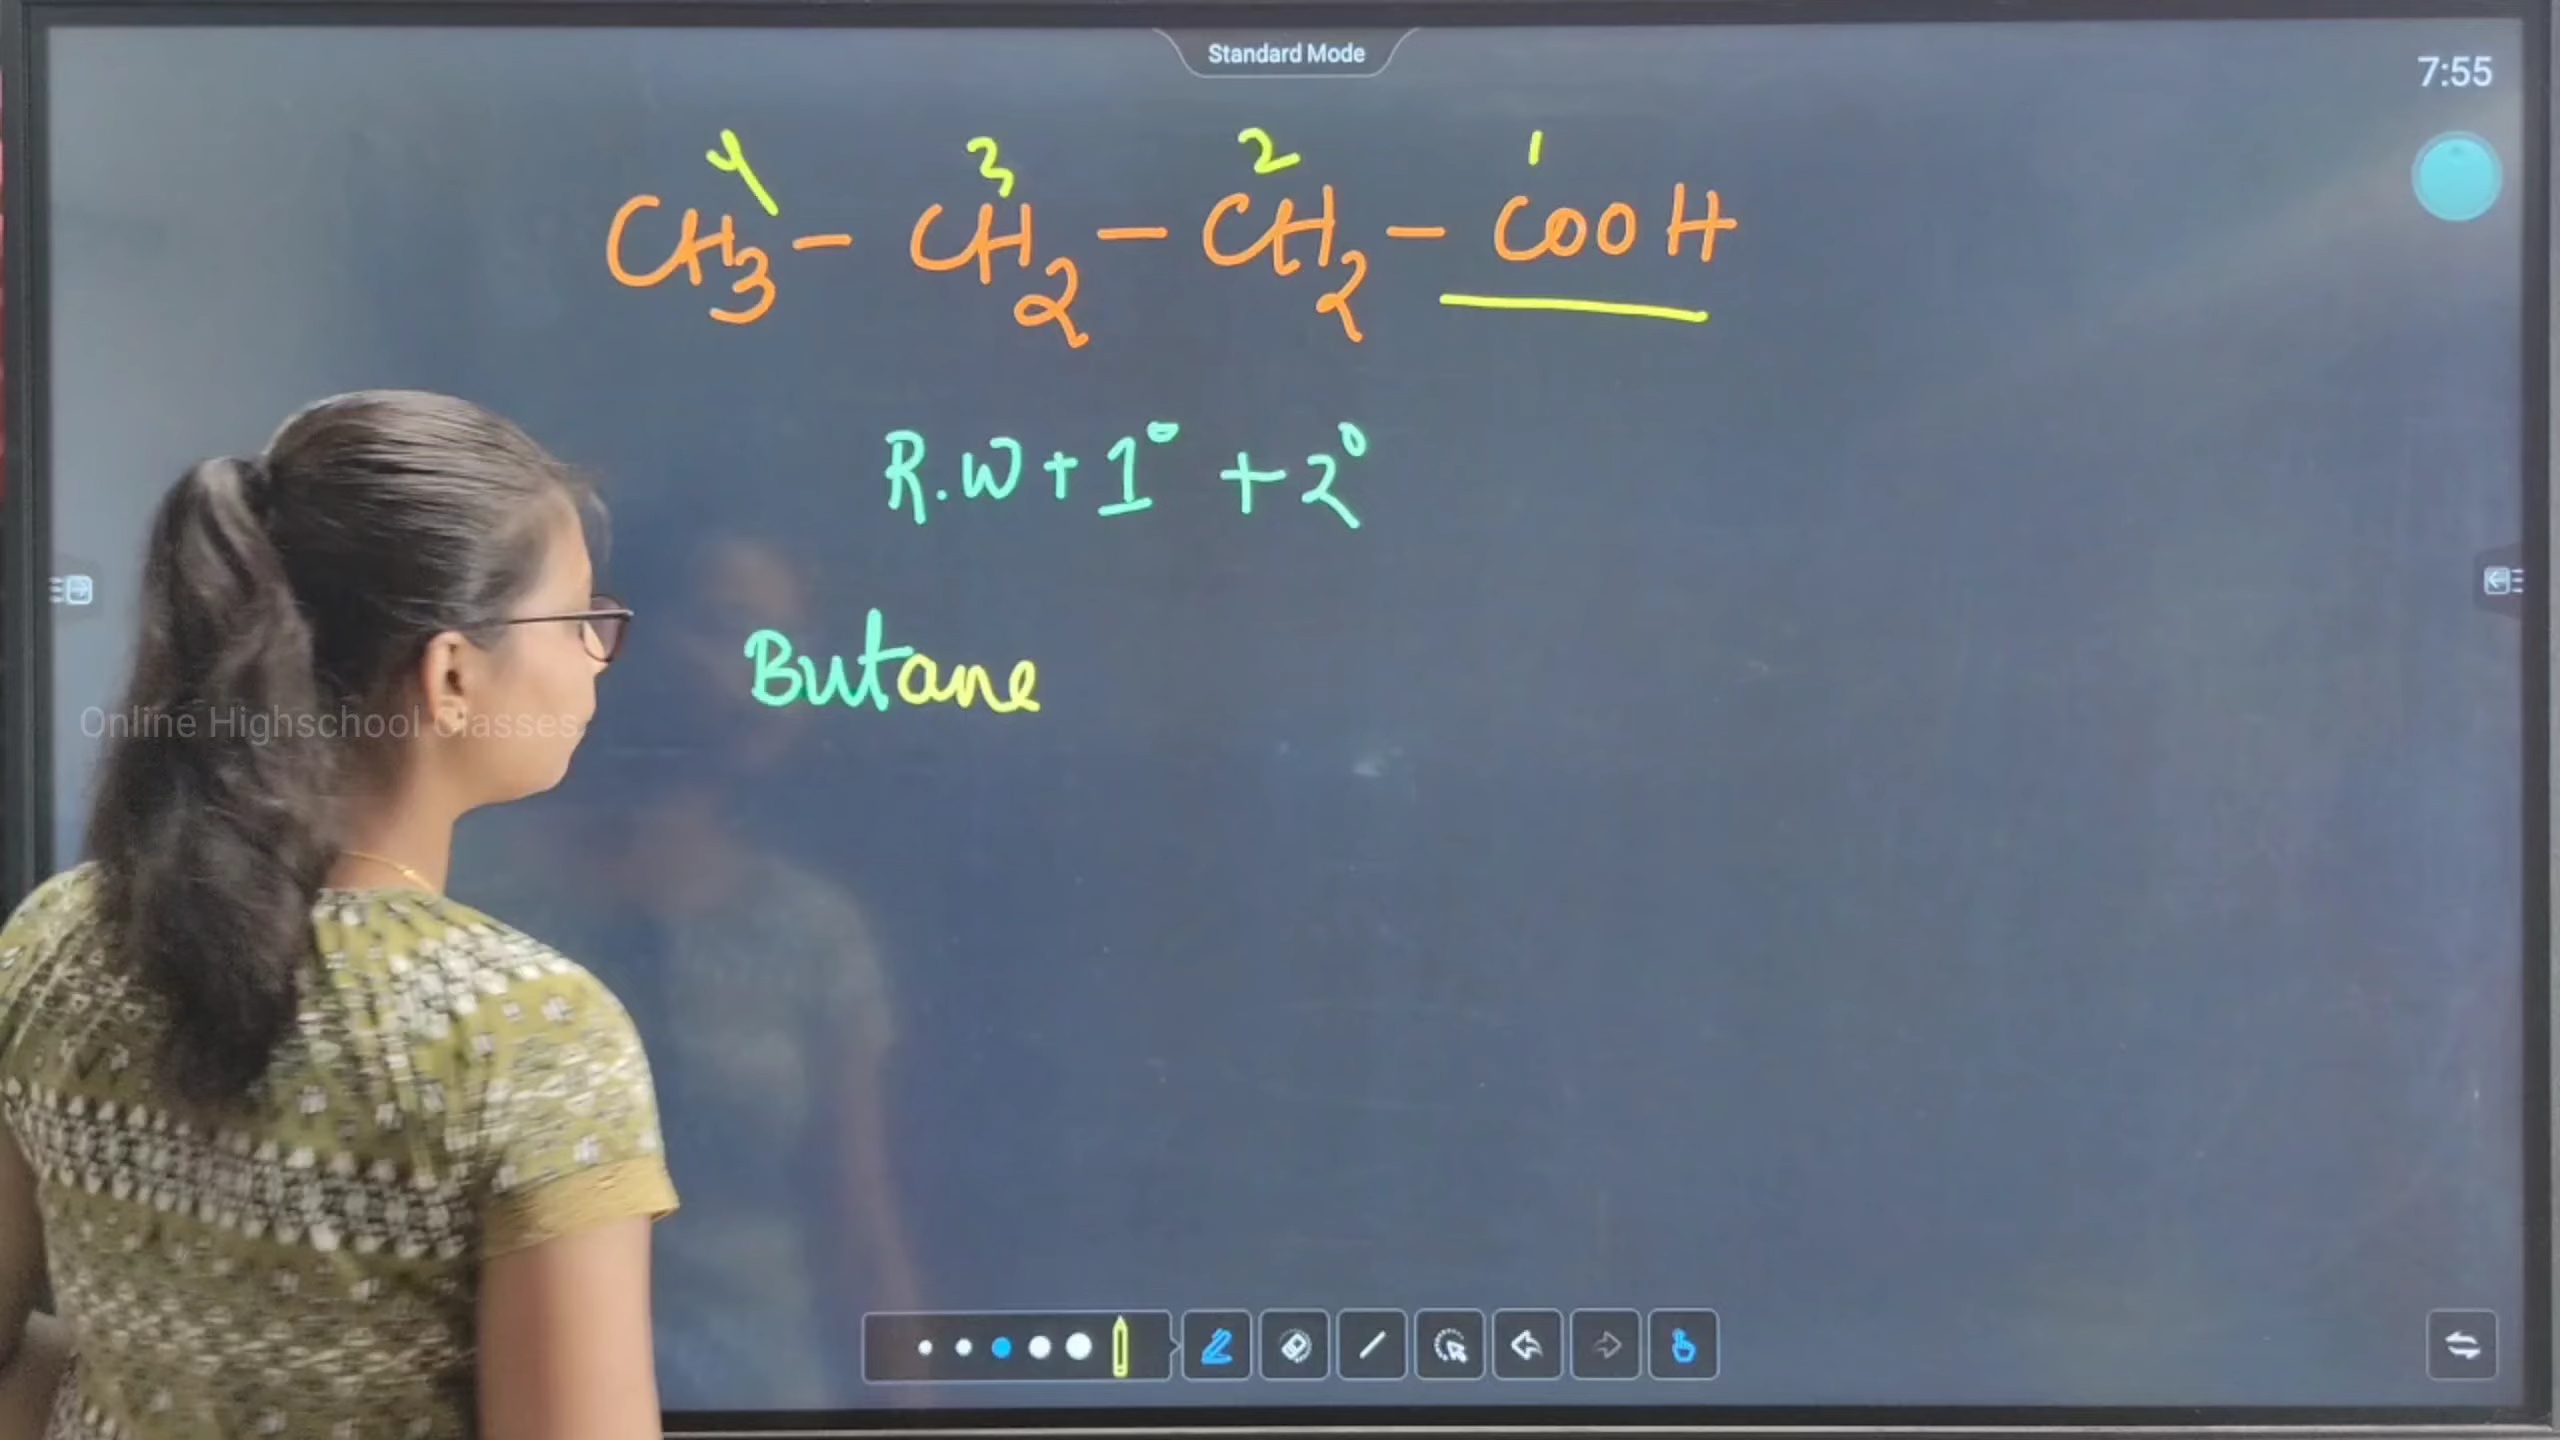 Standard Mode
7:55
4 3 2 1
CH3 - CH2 - CH2 - COOH
R.W + 1° + 2°
Butane
Online Highschool Classes